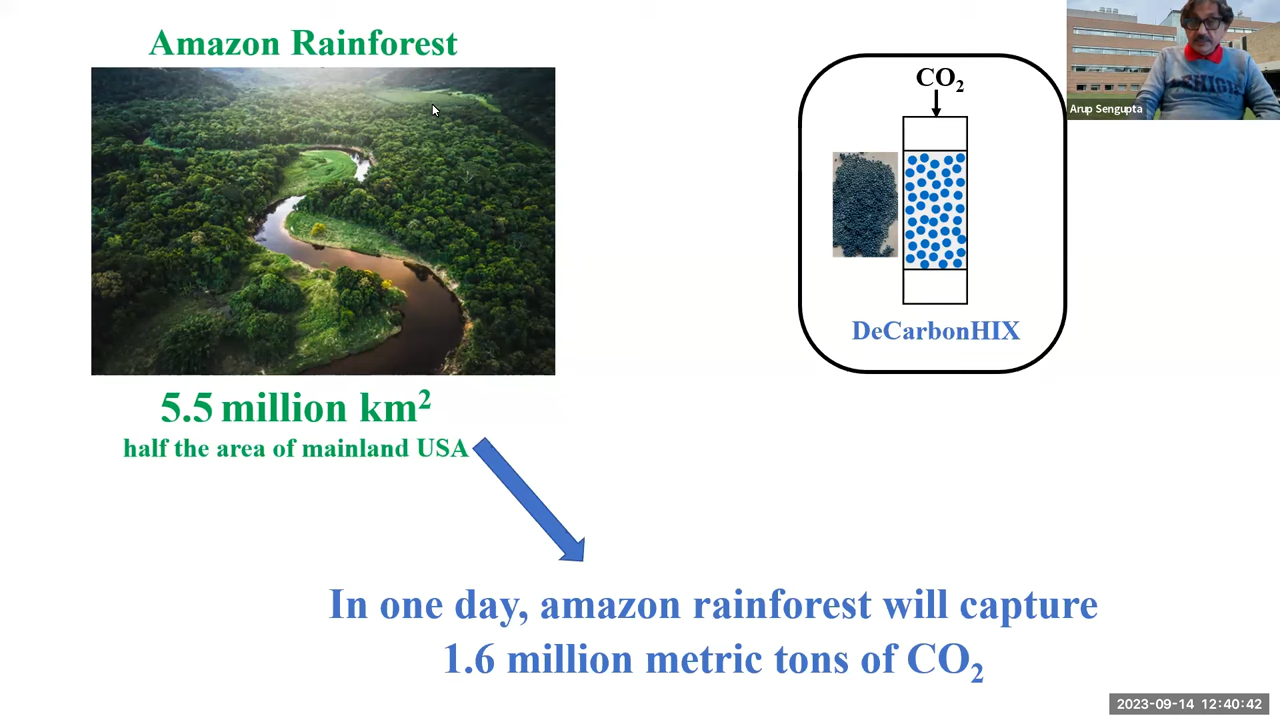 Amazon Rainforest
5.5 million km²
half the area of mainland USA
CO₂
DeCarbonHIX
Arup Sengupta
LEHIGH
In one day, amazon rainforest will capture
1.6 million metric tons of CO₂
2023-09-14 12:40:42